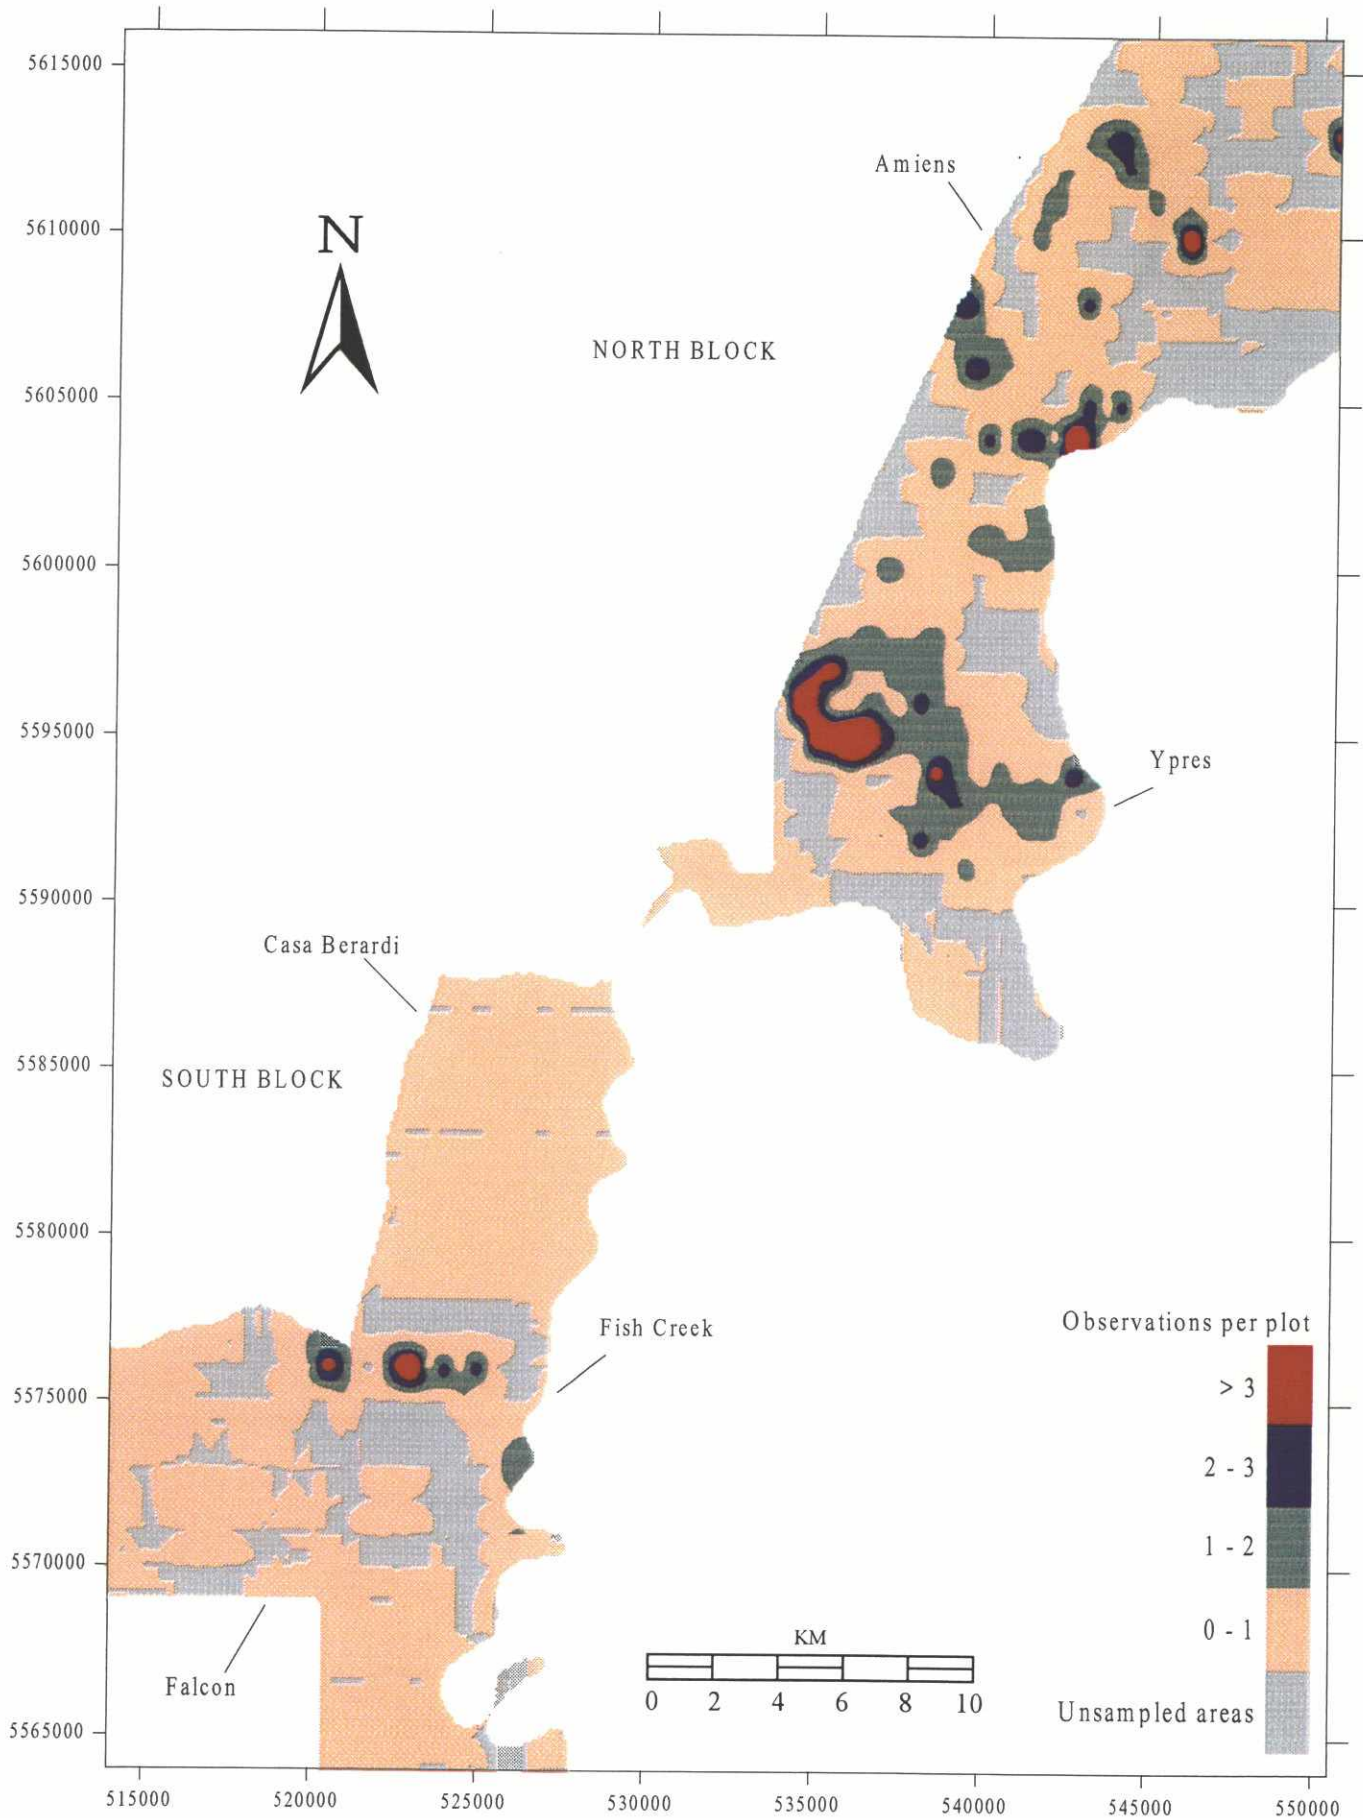 5615000
Amiens
5610000
N
NORTH BLOCK
5605000
5600000
5595000
Ypres
5590000
Casa Berardi
5585000
SOUTH BLOCK
5580000
Fish Creek
Observations per plot
5575000
> 3
2 - 3
5570000
1 - 2
0 - 1
KM
Falcon
0 2 4 6 8 10
Unsampled areas
5565000
515000 520000 525000 530000 535000 540000 545000 550000